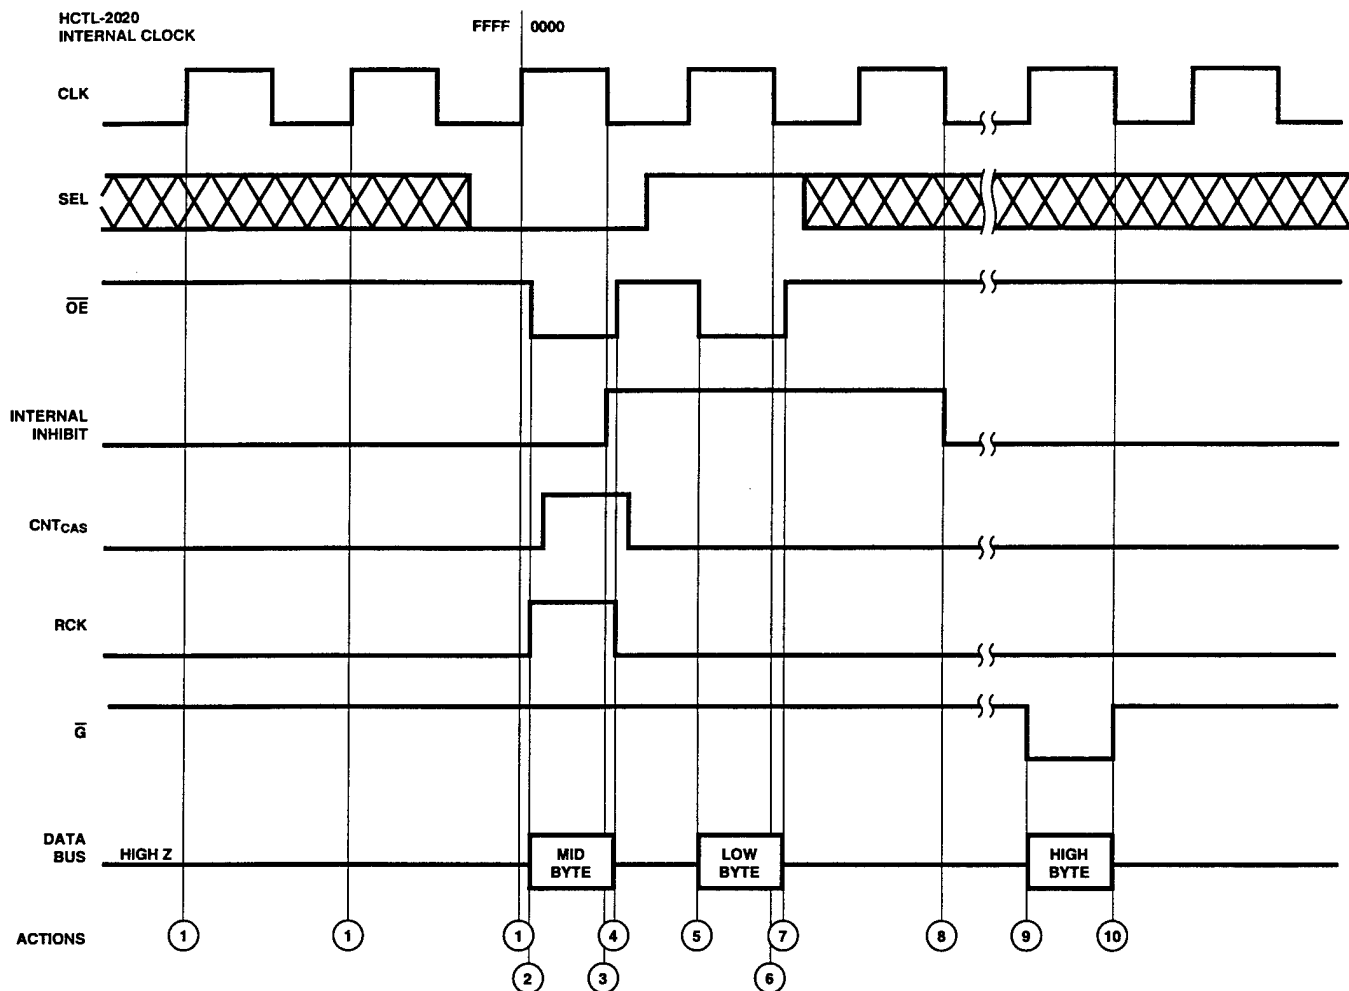 HCTL-2020
INTERNAL CLOCK
FFFF 0000
CLK
SEL
OE
INTERNAL
INHIBIT
CNTCAS
RCK
G
DATA
BUS
HIGH Z
MID
BYTE
LOW
BYTE
HIGH
BYTE
ACTIONS
1 1 1 4 5 7 8 9 10
2 3 6